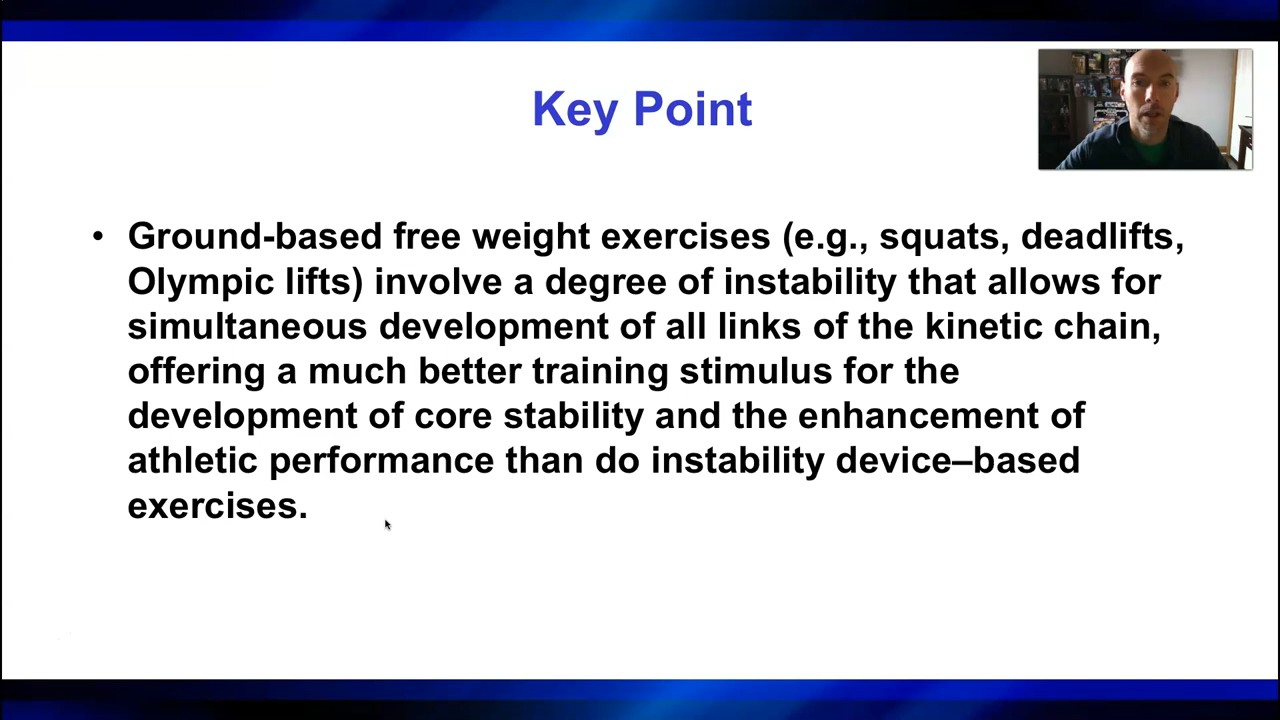 Key Point
• Ground-based free weight exercises (e.g., squats, deadlifts,
Olympic lifts) involve a degree of instability that allows for
simultaneous development of all links of the kinetic chain,
offering a much better training stimulus for the
development of core stability and the enhancement of
athletic performance than do instability device–based
exercises.